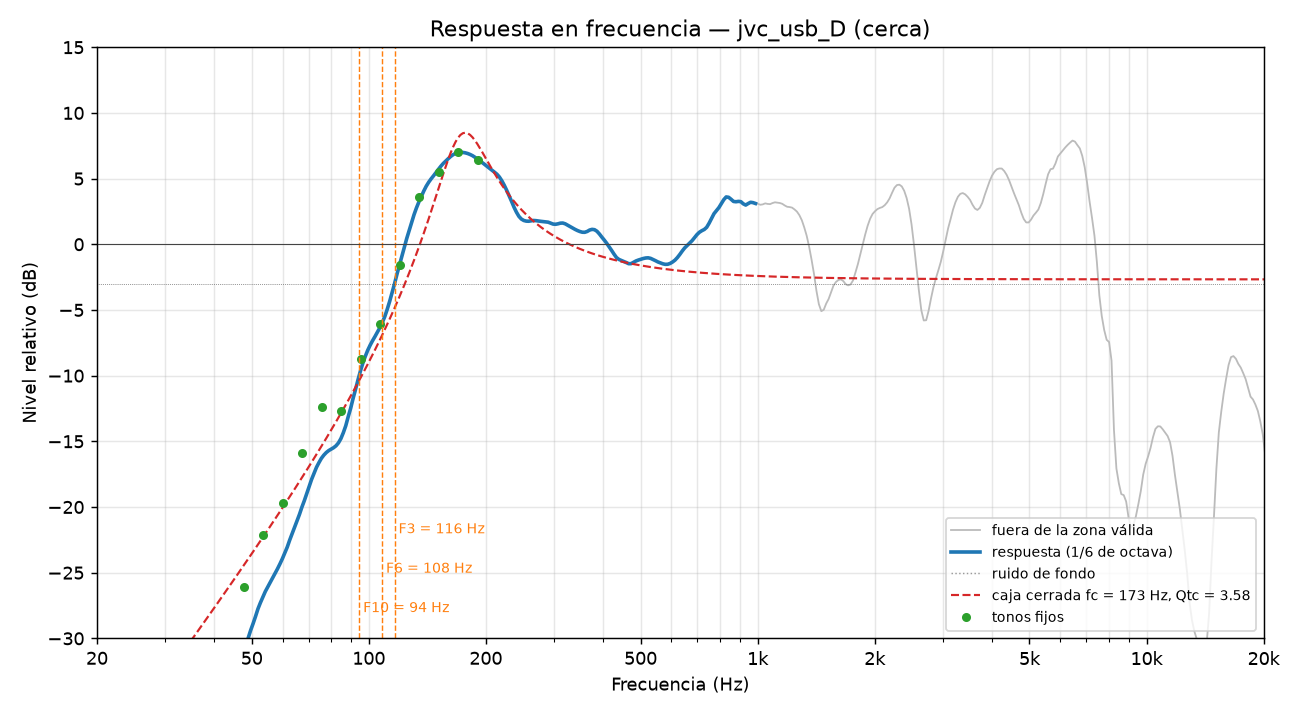 Respuesta en frecuencia — jvc_usb_D (cerca)
Nivel relativo (dB)
15
10
5
0
−5
−10
−15
−20
−25
−30
F3 = 116 Hz
F6 = 108 Hz
F10 = 94 Hz
fuera de la zona válida
respuesta (1/6 de octava)
ruido de fondo
caja cerrada fc = 173 Hz, Qtc = 3.58
tonos fijos
20
50
100
200
500
1k
2k
5k
10k
20k
Frecuencia (Hz)